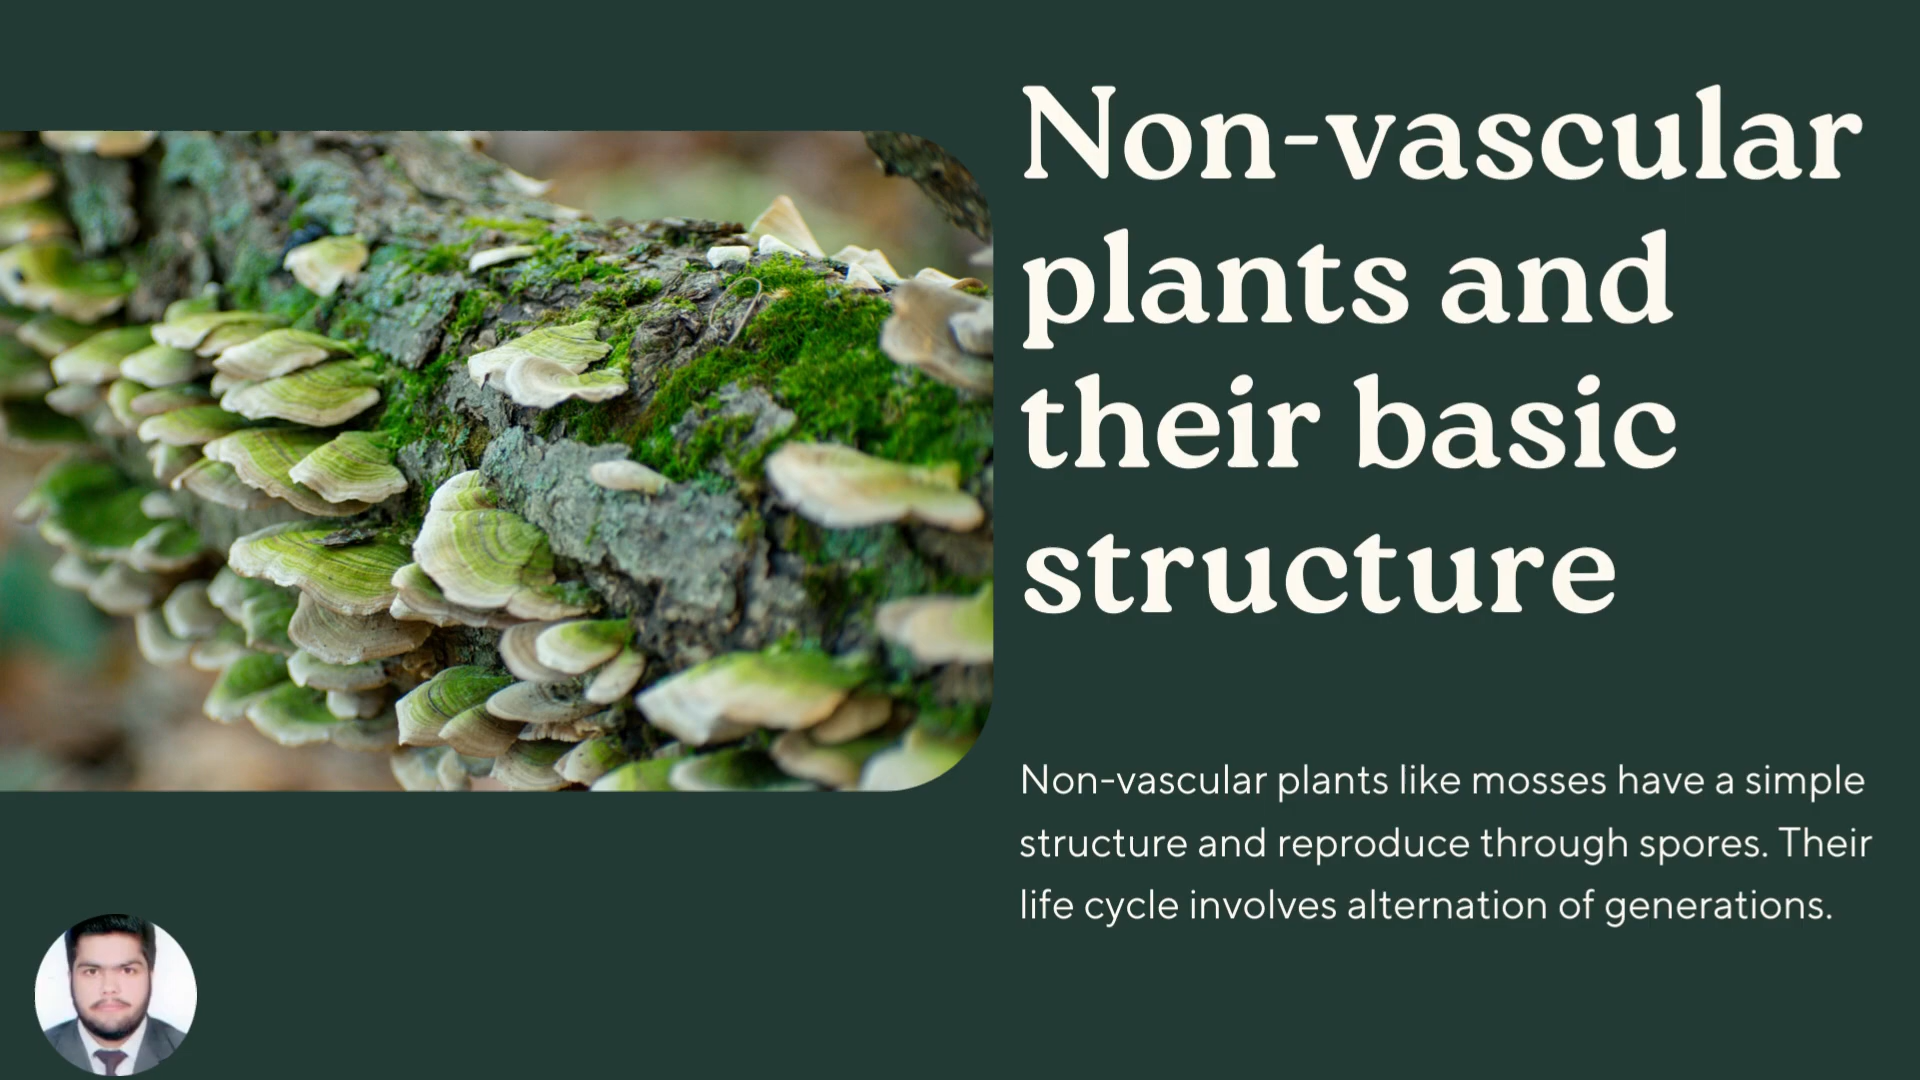 Non-vascular
plants and
their basic
structure
Non-vascular plants like mosses have a simple
structure and reproduce through spores. Their
life cycle involves alternation of generations.